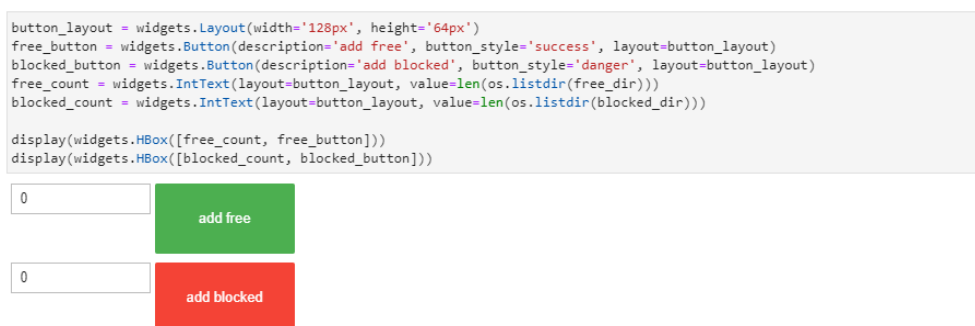 button_layout = widgets.Layout(width='128px', height='64px')
free_button = widgets.Button(description='add free', button_style='success', layout=button_layout)
blocked_button = widgets.Button(description='add blocked', button_style='danger', layout=button_layout)
free_count = widgets.IntText(layout=button_layout, value=len(os.listdir(free_dir)))
blocked_count = widgets.IntText(layout=button_layout, value=len(os.listdir(blocked_dir)))
display(widgets.HBox([free_count, free_button]))
display(widgets.HBox([blocked_count, blocked_button]))
0
add free
0
add blocked